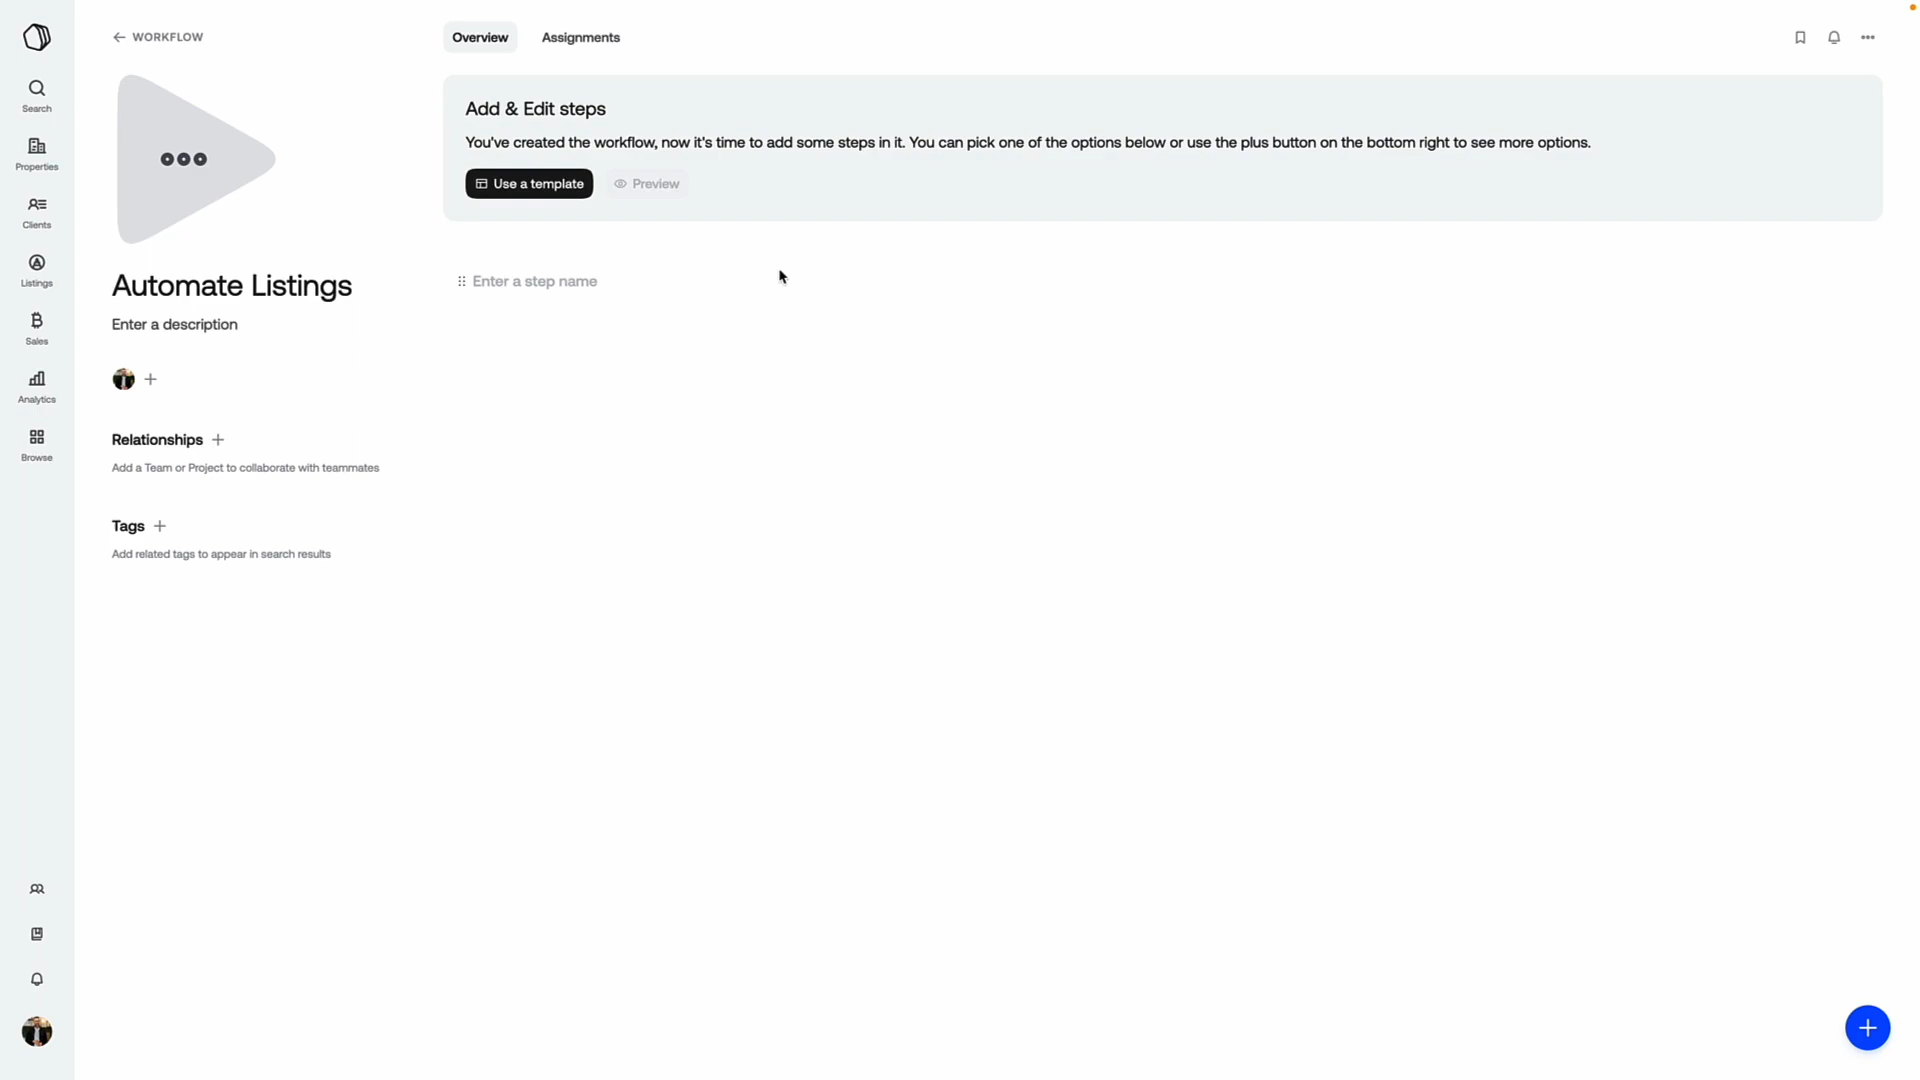 WORKFLOW
Overview
Assignments
Search
Properties
Clients
Listings
Sales
Analytics
Browse
Automate Listings
Enter a description
Relationships
Add a Team or Project to collaborate with teammates
Tags
Add related tags to appear in search results
Add & Edit steps
You've created the workflow, now it's time to add some steps in it. You can pick one of the options below or use the plus button on the bottom right to see more options.
Use a template
Preview
Enter a step name